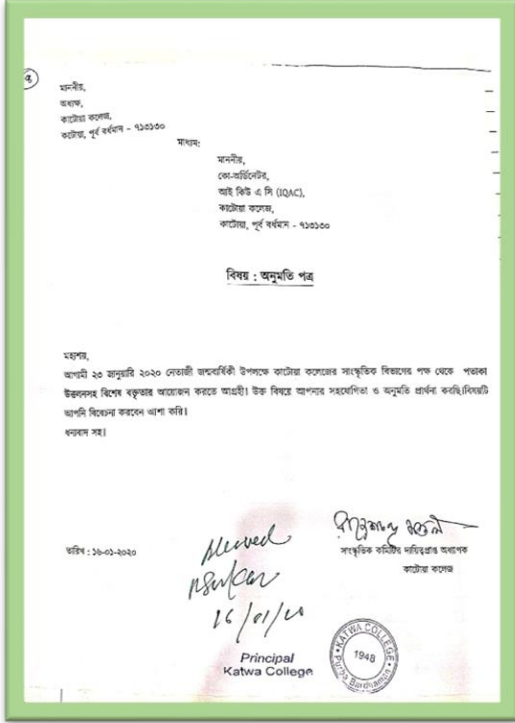 মাননীয়,
অধ্যক্ষ,
কাটোয়া কলেজ,
কাটোয়া, পূর্ব বর্ধমান - ৭১৩১৩০
মাধ্যম:
মাননীয়,
কো-অর্ডিনেটর,
আই কিউ এ সি (IQAC),
কাটোয়া কলেজ,
কাটোয়া, পূর্ব বর্ধমান - ৭১৩১৩০
বিষয় : অনুমতি পত্র
মহাশয়,
আগামী ২৩ জানুয়ারি ২০২০ নেতাজী জন্মবার্ষিকী উপলক্ষে কাটোয়া কলেজের সাংস্কৃতিক বিভাগের পক্ষ থেকে পতাকা
উত্তলনসহ বিশেষ বক্তৃতার আয়োজন করতে আগ্রহী। উক্ত বিষয়ে আপনার সহযোগিতা ও অনুমতি প্রার্থনা করছি।বিষয়টি
আপনি বিবেচনা করবেন আশা করি।
ধন্যবাদ সহ।
তারিখ : ১৬-০১-২০২০
সাংস্কৃতিক কমিটির দায়িত্বপ্রাপ্ত অধ্যাপক
কাটোয়া কলেজ
16/01/20
Principal
Katwa College
KATWA COLLEGE
1948
Purba Bardhaman